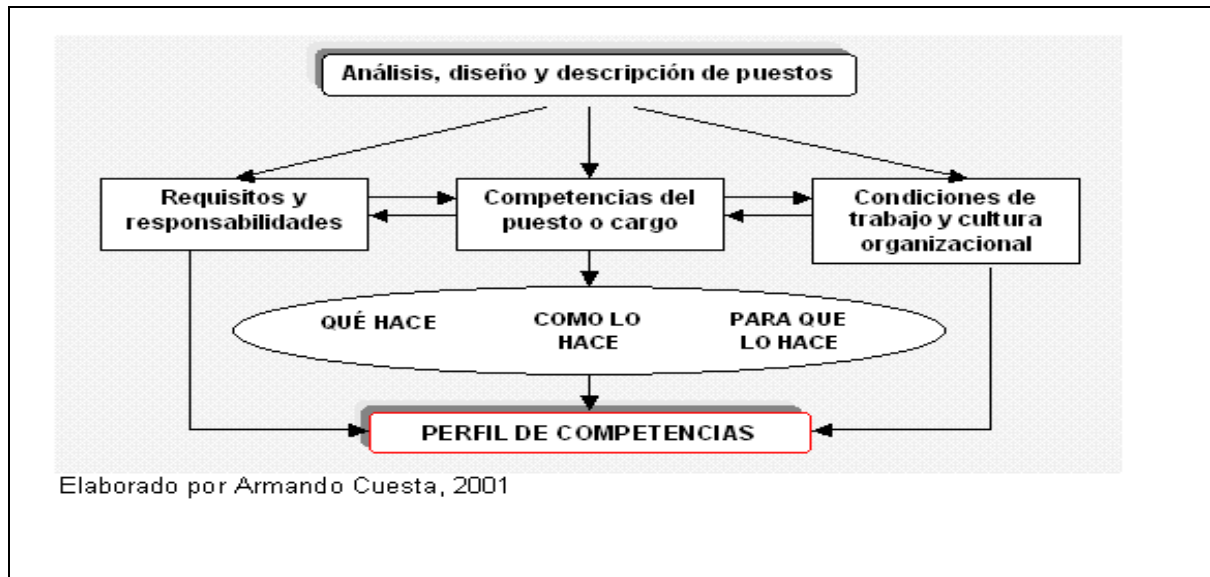 Análisis, diseño y descripción de puestos
Requisitos y
responsabilidades
Competencias del
puesto o cargo
Condiciones de
trabajo y cultura
organizacional
QUÉ HACE
COMO LO
HACE
PARA QUE
LO HACE
PERFIL DE COMPETENCIAS
Elaborado por Armando Cuesta, 2001